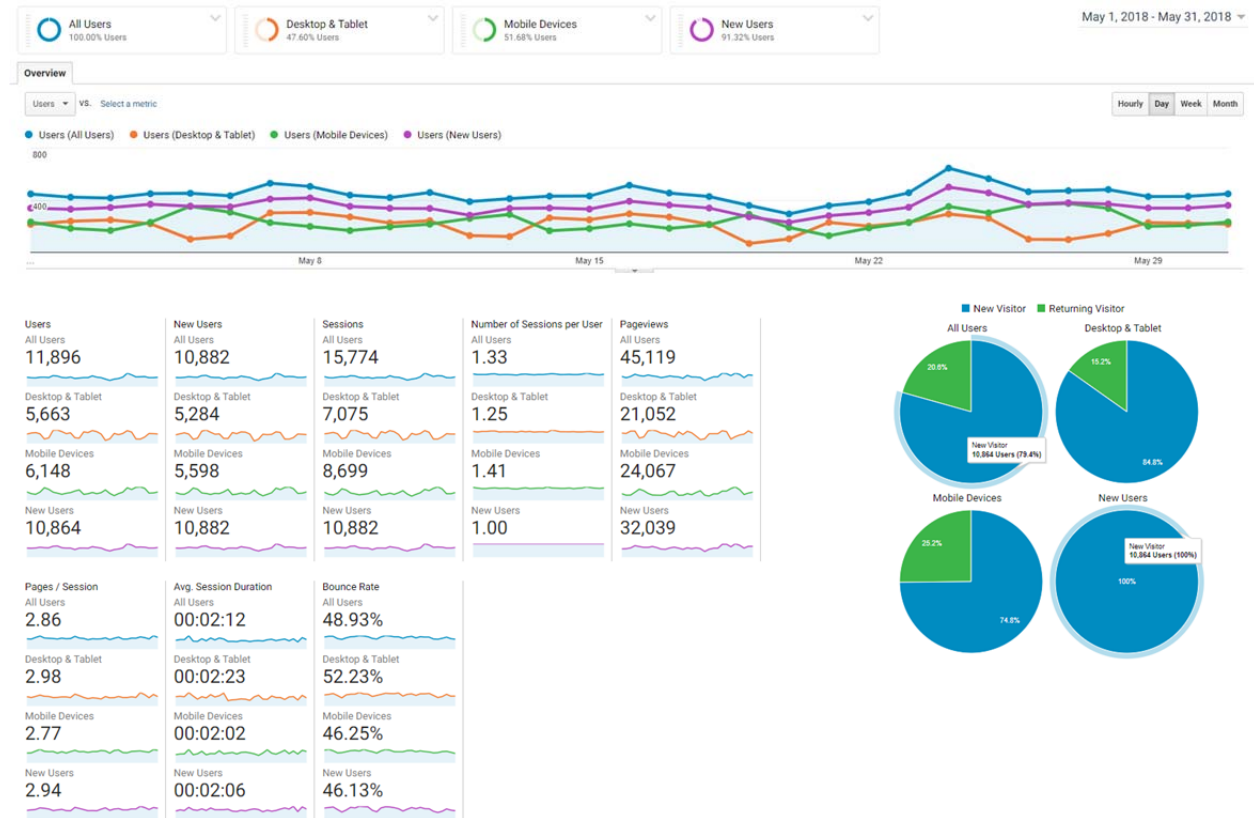 All Users
100.00% Users
Desktop & Tablet
47.60% Users
Mobile Devices
51.68% Users
New Users
91.32% Users
May 1, 2018 - May 31, 2018
Overview
Users VS. Select a metric
Hourly Day Week Month
Users (All Users) Users (Desktop & Tablet) Users (Mobile Devices) Users (New Users)
800
400
... May 8 May 15 May 22 May 29
Users
All Users
11,896
Desktop & Tablet
5,663
Mobile Devices
6,148
New Users
10,864
New Users
All Users
10,882
Desktop & Tablet
5,284
Mobile Devices
5,598
New Users
10,882
Sessions
All Users
15,774
Desktop & Tablet
7,075
Mobile Devices
8,699
New Users
10,882
Number of Sessions per User
All Users
1.33
Desktop & Tablet
1.25
Mobile Devices
1.41
New Users
1.00
Pageviews
All Users
45,119
Desktop & Tablet
21,052
Mobile Devices
24,067
New Users
32,039
Pages / Session
All Users
2.86
Desktop & Tablet
2.98
Mobile Devices
2.77
New Users
2.94
Avg. Session Duration
All Users
00:02:12
Desktop & Tablet
00:02:23
Mobile Devices
00:02:02
New Users
00:02:06
Bounce Rate
All Users
48.93%
Desktop & Tablet
52.23%
Mobile Devices
46.25%
New Users
46.13%
New Visitor Returning Visitor
All Users
20.6%
New Visitor
10,864 Users (79.4%)
Desktop & Tablet
15.2%
84.8%
Mobile Devices
25.2%
74.8%
New Users
New Visitor
10,864 Users (100%)
100%